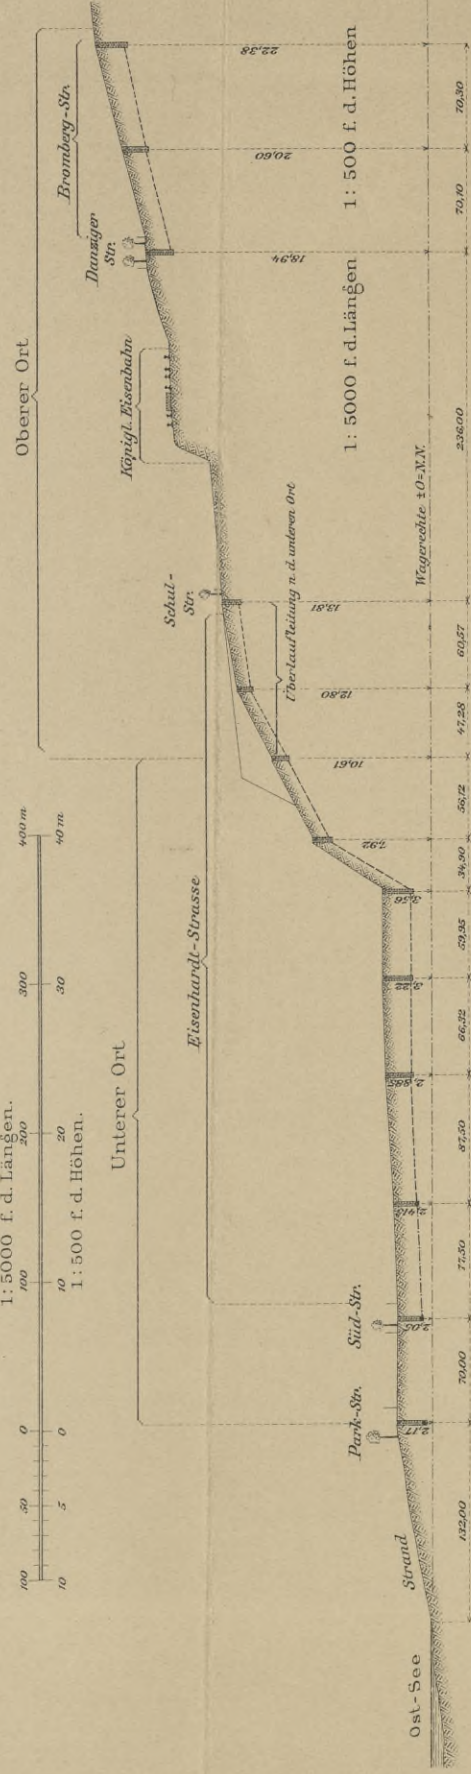 1:5000 f. d. Längen.
100 50 0 100 200 300 400 m
10 5 0 10 20 30 40 m.
1:500 f. d. Höhen.
Oberer Ort
Unterer Ort
Bromberg-Str.
Danziger
Str.
Königl. Eisenbahn
Schul-
Str.
Eisenhardt-Strasse
Überlaufleitung n. d. unteren Ort
Süd-Str.
Park-Str.
Strand
Ost-See
1:5000 f. d. Längen 1:500 f. d. Höhen
Wagerechte ±0=N.N.
2,17
2,05
2,415
2,885
3,22
3,56
7,92
10,61
12,80
13,81
18,94
20,60
22,38
132,00 70,00 77,50 87,50 66,32 59,95 34,90 56,12 47,28 60,57 236,00 70,10 70,30